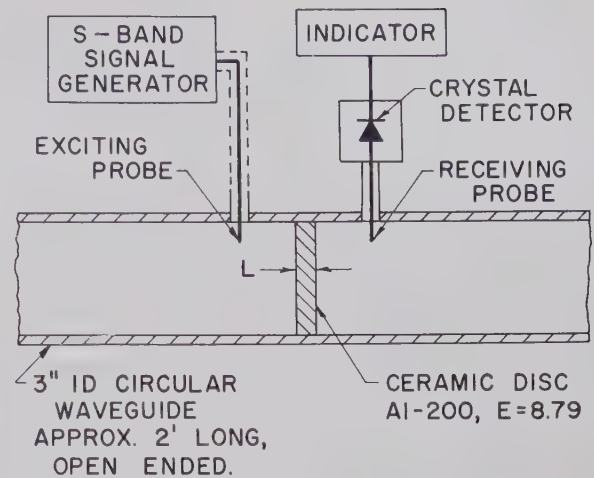 S-BAND
SIGNAL
GENERATOR
INDICATOR
CRYSTAL
DETECTOR
EXCITING
PROBE
RECEIVING
PROBE
L
3" ID CIRCULAR
WAVEGUIDE
APPROX. 2' LONG,
OPEN ENDED.
CERAMIC DISC
Al-200, E=8.79